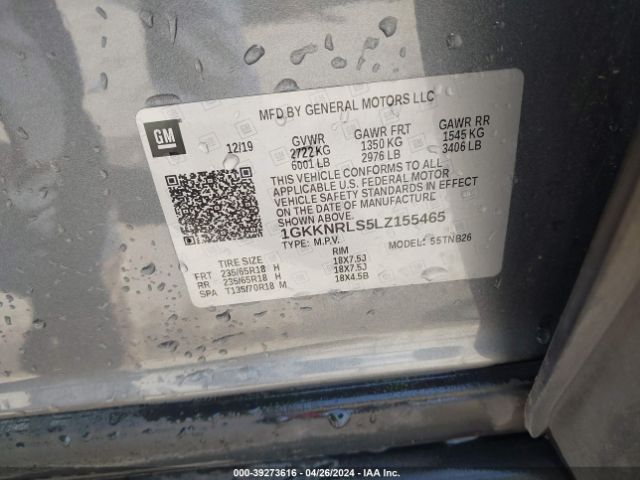 MFD BY GENERAL MOTORS LLC
GM
12/19
GVWR GAWR FRT GAWR RR
2722 KG 1350 KG 1545 KG
6001 LB 2976 LB 3406 LB
THIS VEHICLE CONFORMS TO ALL
APPLICABLE U.S. FEDERAL MOTOR
VEHICLE SAFETY STANDARDS IN EFFECT
ON THE DATE OF MANUFACTURE
SHOWN ABOVE.
1GKKNRLS5LZ155465
TYPE: M.P.V. MODEL: 55TNB26
TIRE SIZE RIM
FRT 235/65R18 H 18X7.5J
RR 235/65R18 H 18X7.5J
SPA T135/70R18 M 18X4.5B
000-39273616 - 04/26/2024 - IAA Inc.